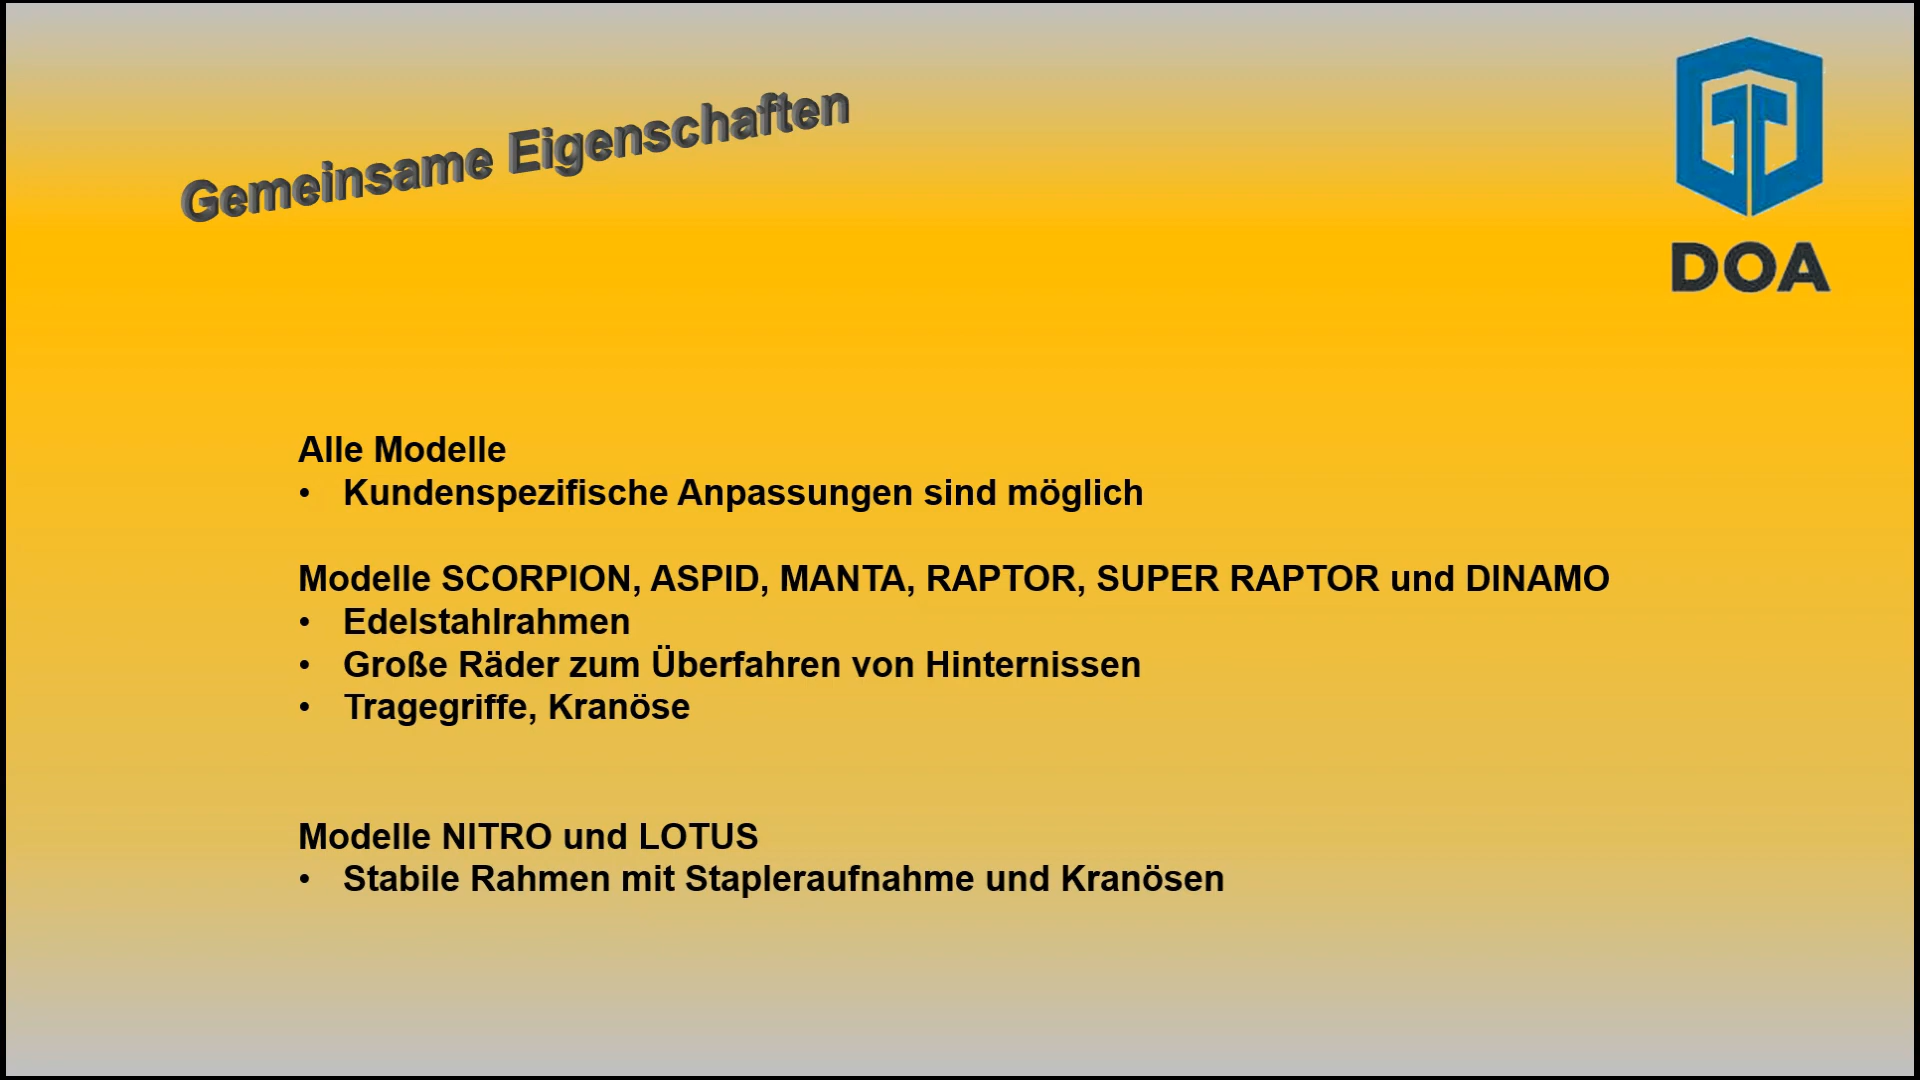 Gemeinsame Eigenschaften
DOA
Alle Modelle
• Kundenspezifische Anpassungen sind möglich
Modelle SCORPION, ASPID, MANTA, RAPTOR, SUPER RAPTOR und DINAMO
• Edelstahlrahmen
• Große Räder zum Überfahren von Hinternissen
• Tragegriffe, Kranöse
Modelle NITRO und LOTUS
• Stabile Rahmen mit Stapleraufnahme und Kranösen